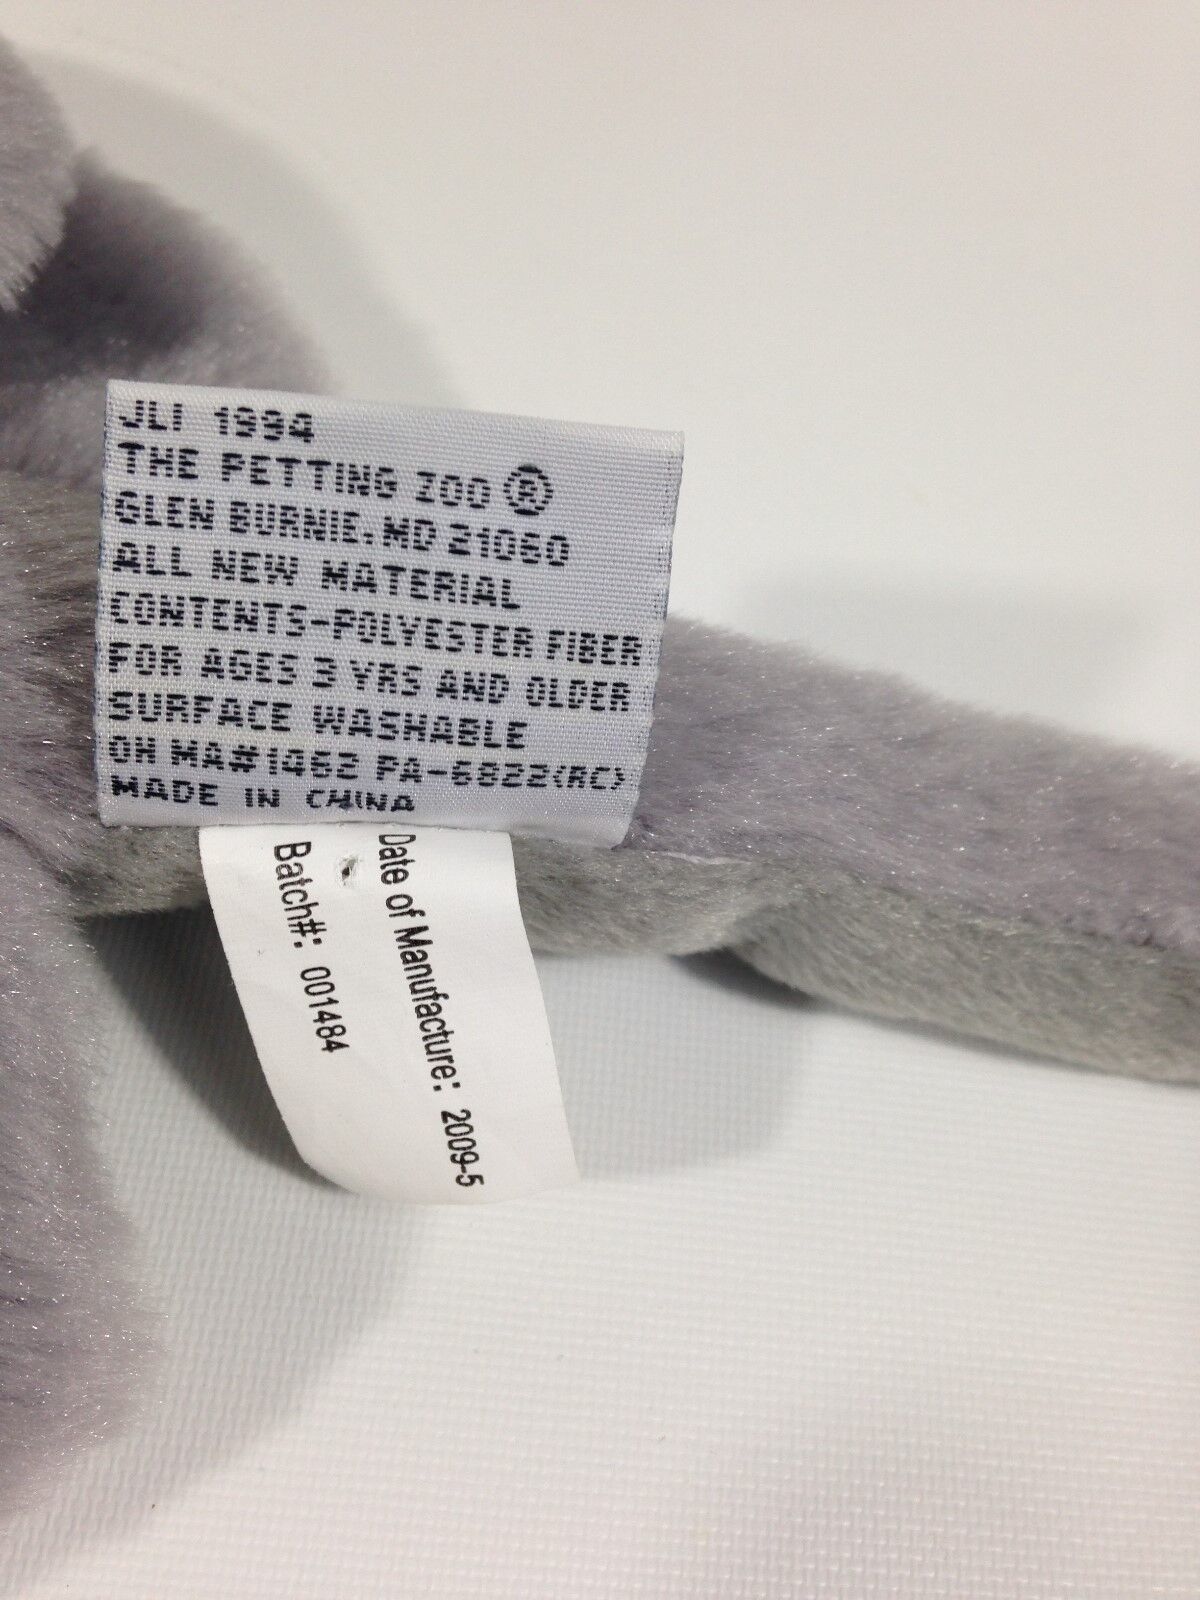 JLI 1994
THE PETTING ZOO ®
GLEN BURNIE, MD 21060
ALL NEW MATERIAL
CONTENTS-POLYESTER FIBER
FOR AGES 3 YRS AND OLDER
SURFACE WASHABLE
OH MA#1462 PA-6822(RC)
MADE IN CHINA
Date of Manufacture: 2009-5
Batch#: 001484